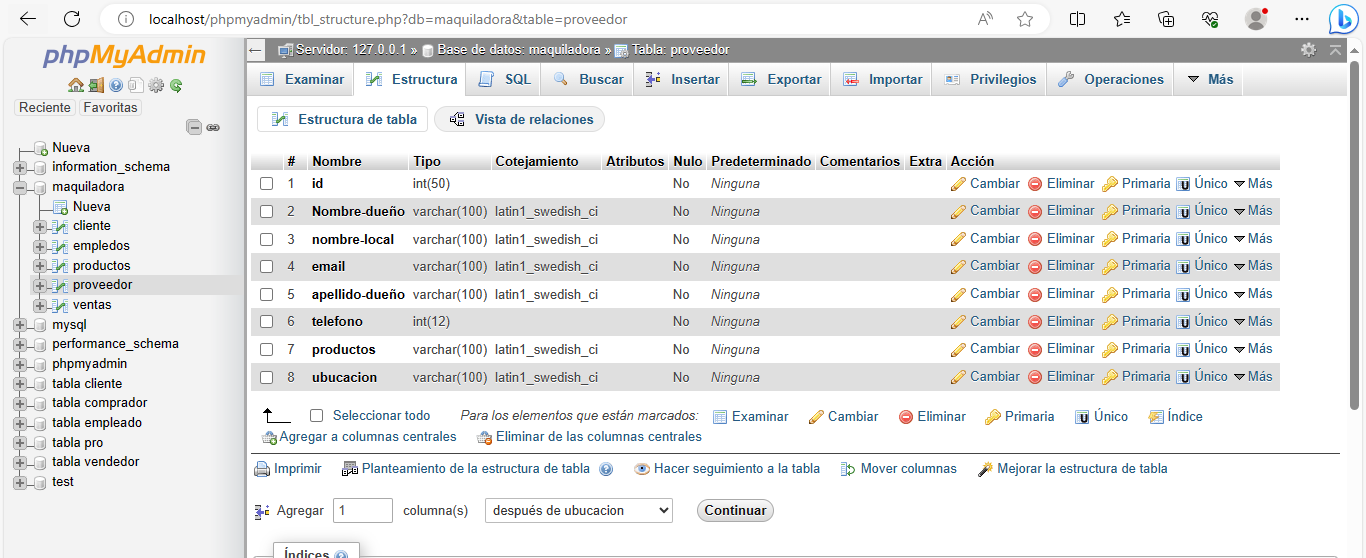 localhost/phpmyadmin/tbl_structure.php?db=maquiladora&table=proveedor
phpMyAdmin
Reciente Favoritas
Nueva
information_schema
maquiladora
Nueva
cliente
empledos
productos
proveedor
ventas
mysql
performance_schema
phpmyadmin
tabla cliente
tabla comprador
tabla empleado
tabla pro
tabla vendedor
test
Servidor: 127.0.0.1 » Base de datos: maquiladora » Tabla: proveedor
Examinar Estructura SQL Buscar Insertar Exportar Importar Privilegios Operaciones Más
Estructura de tabla Vista de relaciones
# Nombre Tipo Cotejamiento Atributos Nulo Predeterminado Comentarios Extra Acción
1 id int(50) No Ninguna Cambiar Eliminar Primaria Único Más
2 Nombre-dueño varchar(100) latin1_swedish_ci No Ninguna Cambiar Eliminar Primaria Único Más
3 nombre-local varchar(100) latin1_swedish_ci No Ninguna Cambiar Eliminar Primaria Único Más
4 email varchar(100) latin1_swedish_ci No Ninguna Cambiar Eliminar Primaria Único Más
5 apellido-dueño varchar(100) latin1_swedish_ci No Ninguna Cambiar Eliminar Primaria Único Más
6 telefono int(12) No Ninguna Cambiar Eliminar Primaria Único Más
7 productos varchar(100) latin1_swedish_ci No Ninguna Cambiar Eliminar Primaria Único Más
8 ubucacion varchar(100) latin1_swedish_ci No Ninguna Cambiar Eliminar Primaria Único Más
Seleccionar todo Para los elementos que están marcados: Examinar Cambiar Eliminar Primaria Único Índice
Agregar a columnas centrales Eliminar de las columnas centrales
Imprimir Planteamiento de la estructura de tabla Hacer seguimiento a la tabla Mover columnas Mejorar la estructura de tabla
Agregar 1 columna(s) después de ubucacion Continuar
Índices